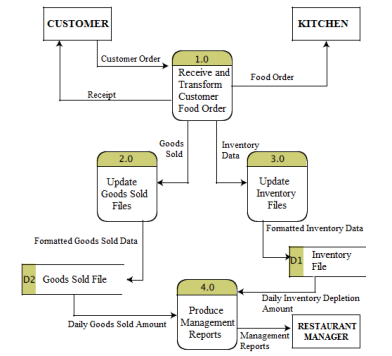 CUSTOMER
KITCHEN
Customer Order
1.0
Receive and
Transform
Customer
Food Order
Food Order
Receipt
Goods
Sold
Inventory
Data
2.0
Update
Goods Sold
Files
3.0
Update
Inventory
Files
Formatted Goods Sold Data
Formatted Inventory Data
D2 Goods Sold File
D1 Inventory
File
4.0
Produce
Management
Reports
Daily Inventory Depletion
Amount
Daily Goods Sold Amount
Management
Reports
RESTAURANT
MANAGER